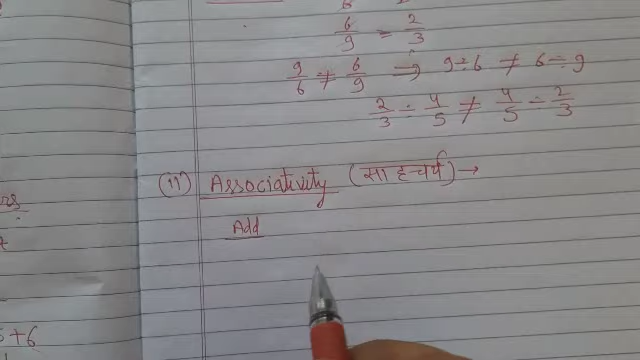 6/9 = 2/3
9/6 ≠ 6/9 ⇒ 9÷6 ≠ 6÷9
2/3 ÷ 4/5 ≠ 4/5 ÷ 2/3
(ii) Associativity (साहचर्य) →
Add
+6